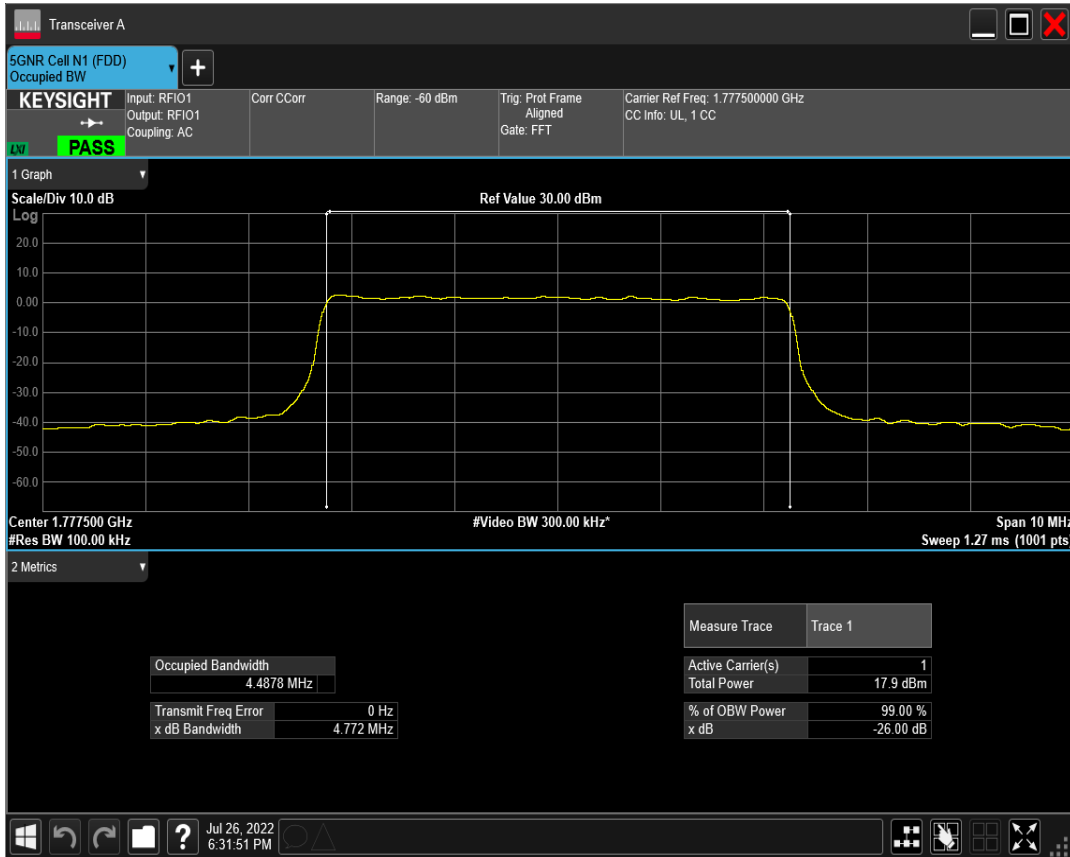 Transceiver A
5GNR Cell N1 (FDD)
Occupied BW
+
KEYSIGHT
LXI
PASS
Input: RFIO1
Output: RFIO1
Coupling: AC
Corr CCorr
Range: -60 dBm
Trig: Prot Frame
Aligned
Gate: FFT
Carrier Ref Freq: 1.777500000 GHz
CC Info: UL, 1 CC
1 Graph
Scale/Div 10.0 dB
Ref Value 30.00 dBm
Log
20.0
10.0
0.00
-10.0
-20.0
-30.0
-40.0
-50.0
-60.0
Center 1.777500 GHz
#Video BW 300.00 kHz*
Span 10 MHz
#Res BW 100.00 kHz
Sweep 1.27 ms (1001 pts)
2 Metrics
Measure Trace Trace 1
Occupied Bandwidth
4.4878 MHz
Active Carrier(s) 1
Total Power 17.9 dBm
Transmit Freq Error 0 Hz
x dB Bandwidth 4.772 MHz
% of OBW Power 99.00 %
x dB -26.00 dB
?
Jul 26, 2022
6:31:51 PM